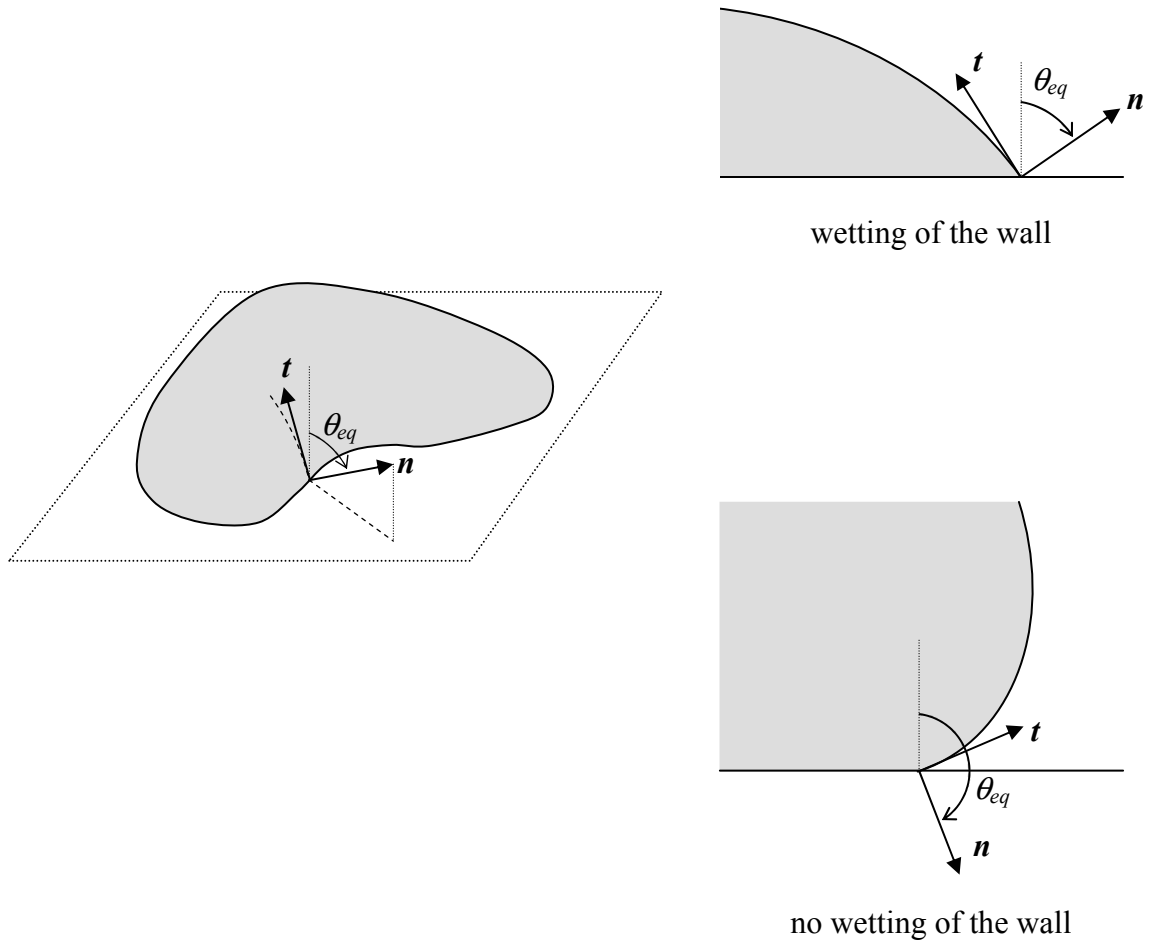 t
θeq
n
wetting of the wall
t
θeq
n
t
θeq
n
no wetting of the wall